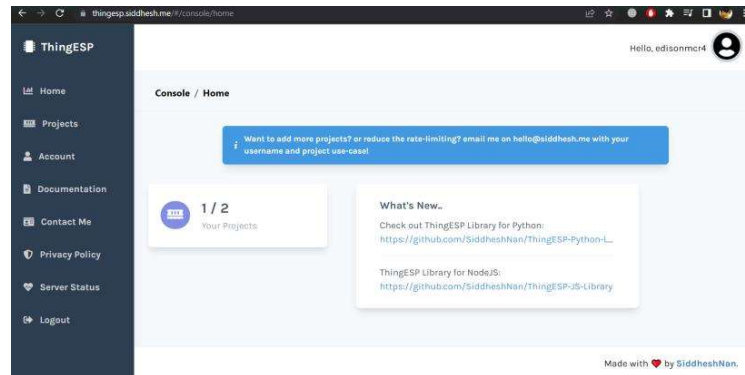 thingesp.siddhesh.me/#/console/home
ThingESP
Hello, edisonmcr4
Home
Projects
Account
Documentation
Contact Me
Privacy Policy
Server Status
Logout
Console / Home
Want to add more projects? or reduce the rate-limiting? email me on hello@siddhesh.me with your
username and project use-case!
1 / 2
Your Projects
What's New..
Check out ThingESP Library for Python:
https://github.com/SiddheshNan/ThingESP-Python-L...
ThingESP Library for NodeJS:
https://github.com/SiddheshNan/ThingESP-JS-Library
Made with ❤ by SiddheshNan.